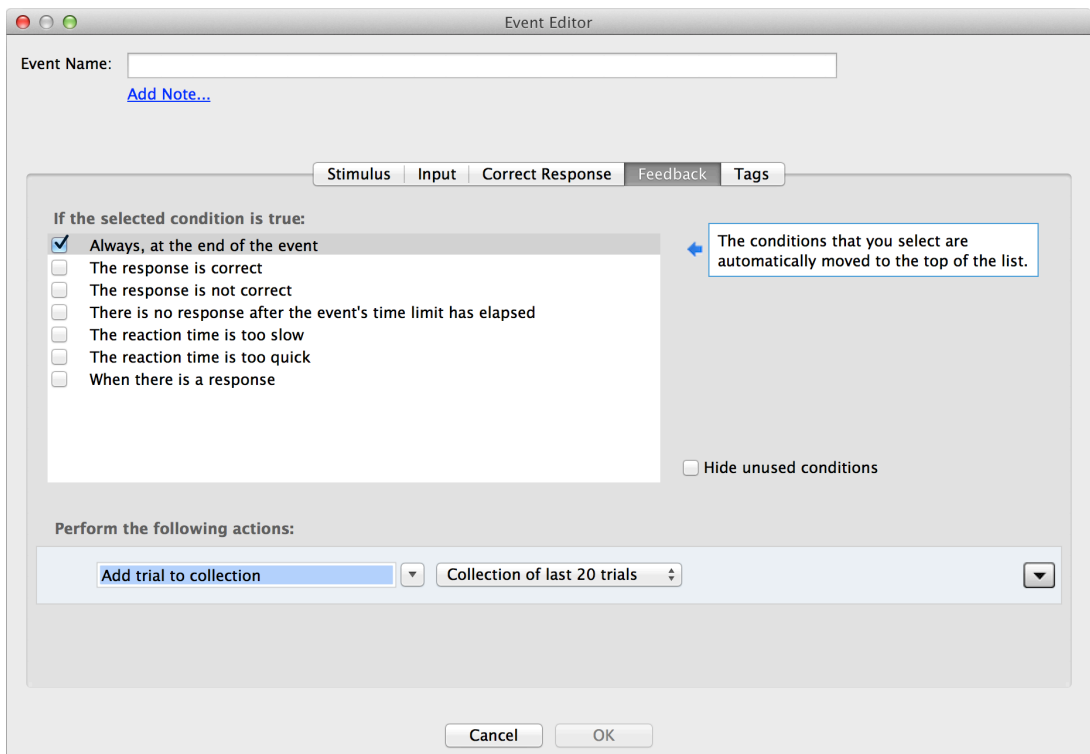 Event Editor
Event Name:
Add Note...
Stimulus Input Correct Response Feedback Tags
If the selected condition is true:
Always, at the end of the event
The response is correct
The response is not correct
There is no response after the event's time limit has elapsed
The reaction time is too slow
The reaction time is too quick
When there is a response
The conditions that you select are
automatically moved to the top of the list.
Hide unused conditions
Perform the following actions:
Add trial to collection Collection of last 20 trials
Cancel OK